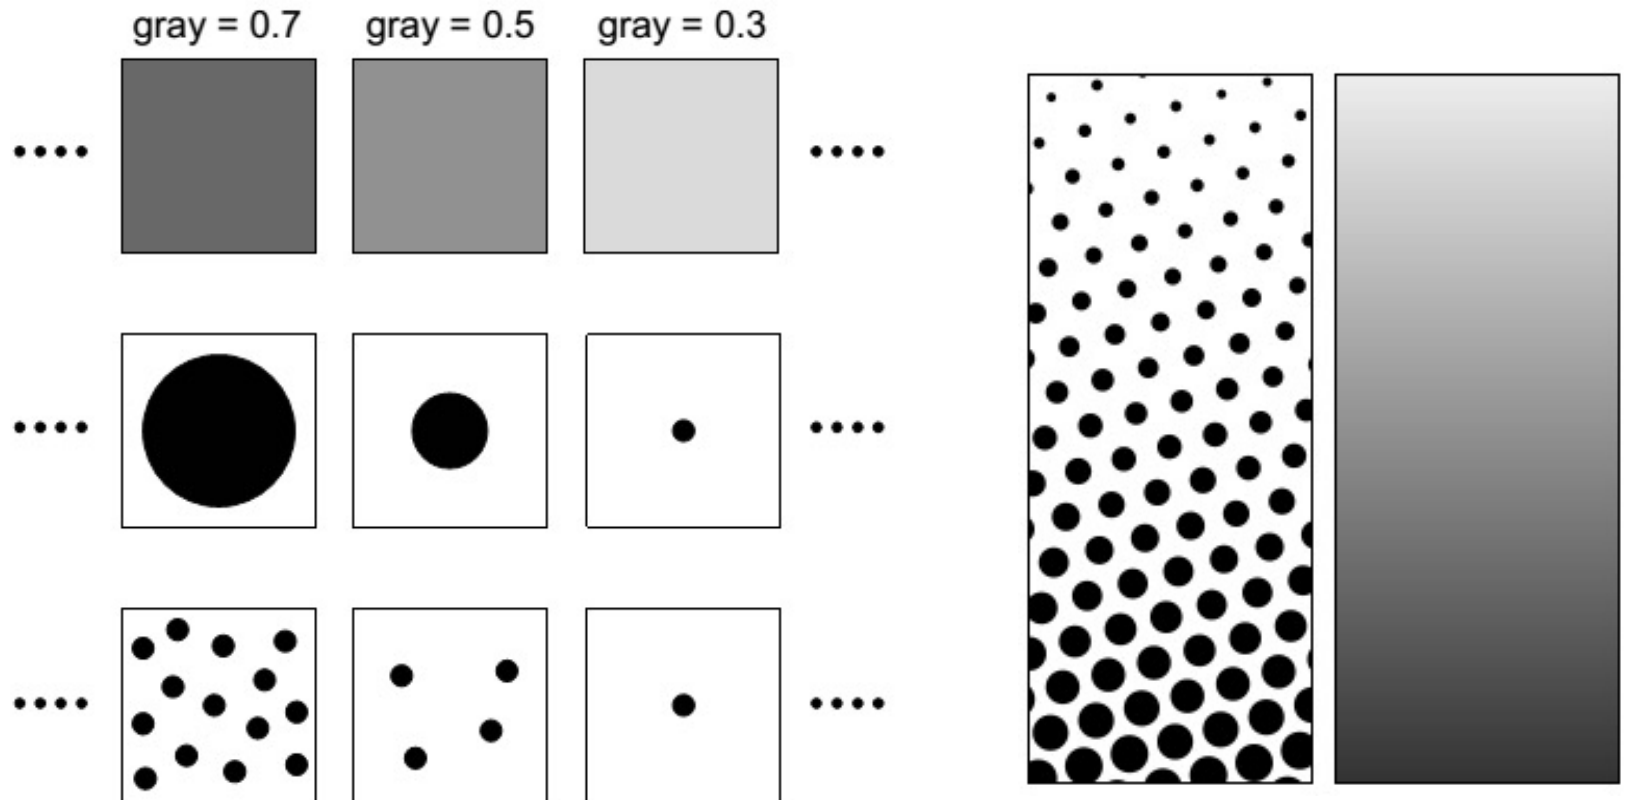 gray = 0.7
gray = 0.5
gray = 0.3